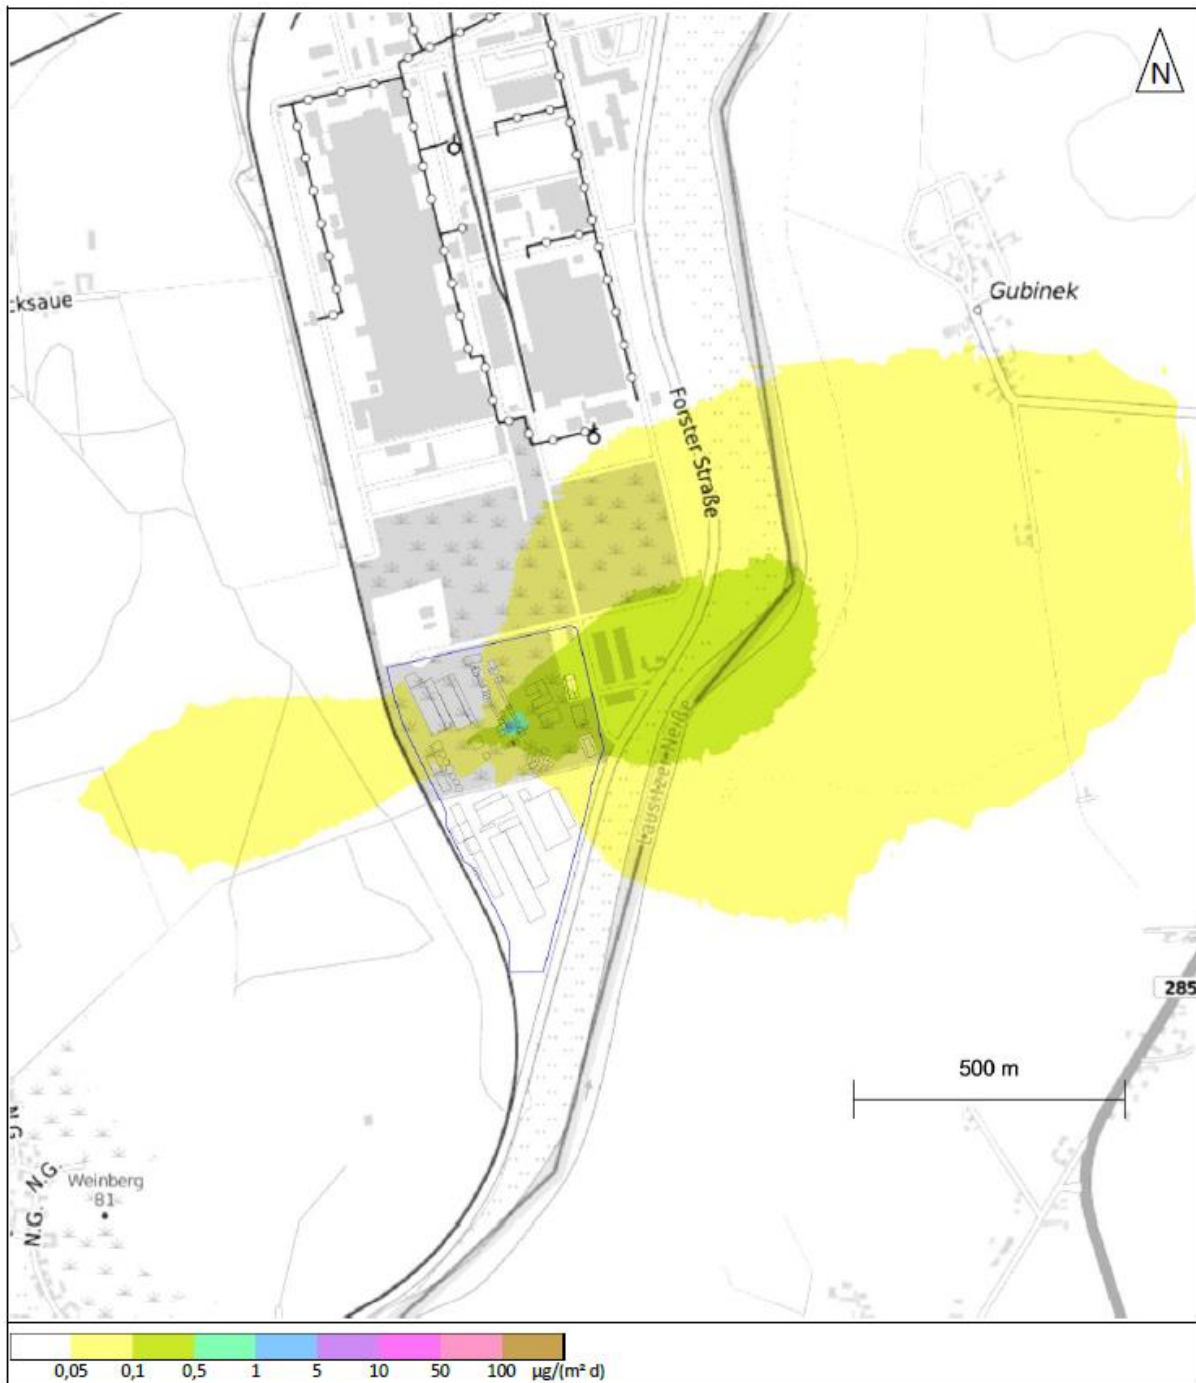 N
cksaue
Gubinek
Forster Straße
Lausitzer Neiße
285
500 m
Weinberg
81
N.G.
N.G.
0,05 0,1 0,5 1 5 10 50 100 µg/(m² d)